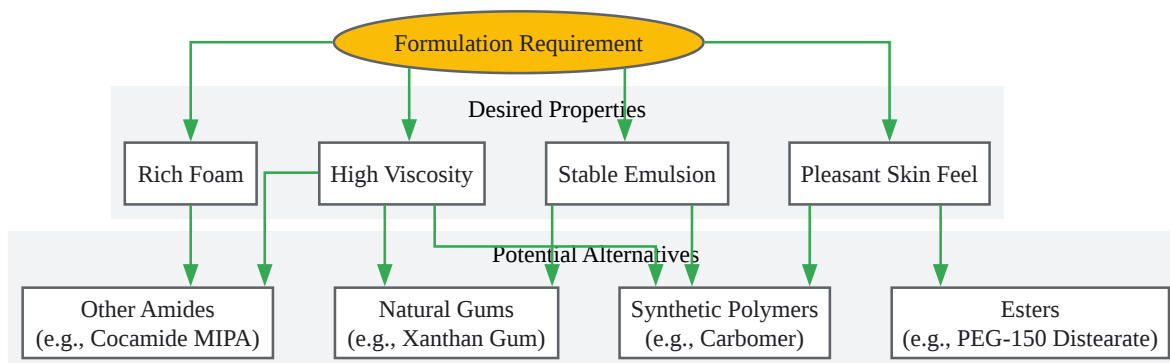 Formulation Requirement
Desired Properties
Rich Foam
High Viscosity
Stable Emulsion
Pleasant Skin Feel
Potential Alternatives
Other Amides
(e.g., Cocamide MIPA)
Natural Gums
(e.g., Xanthan Gum)
Synthetic Polymers
(e.g., Carbomer)
Esters
(e.g., PEG-150 Distearate)